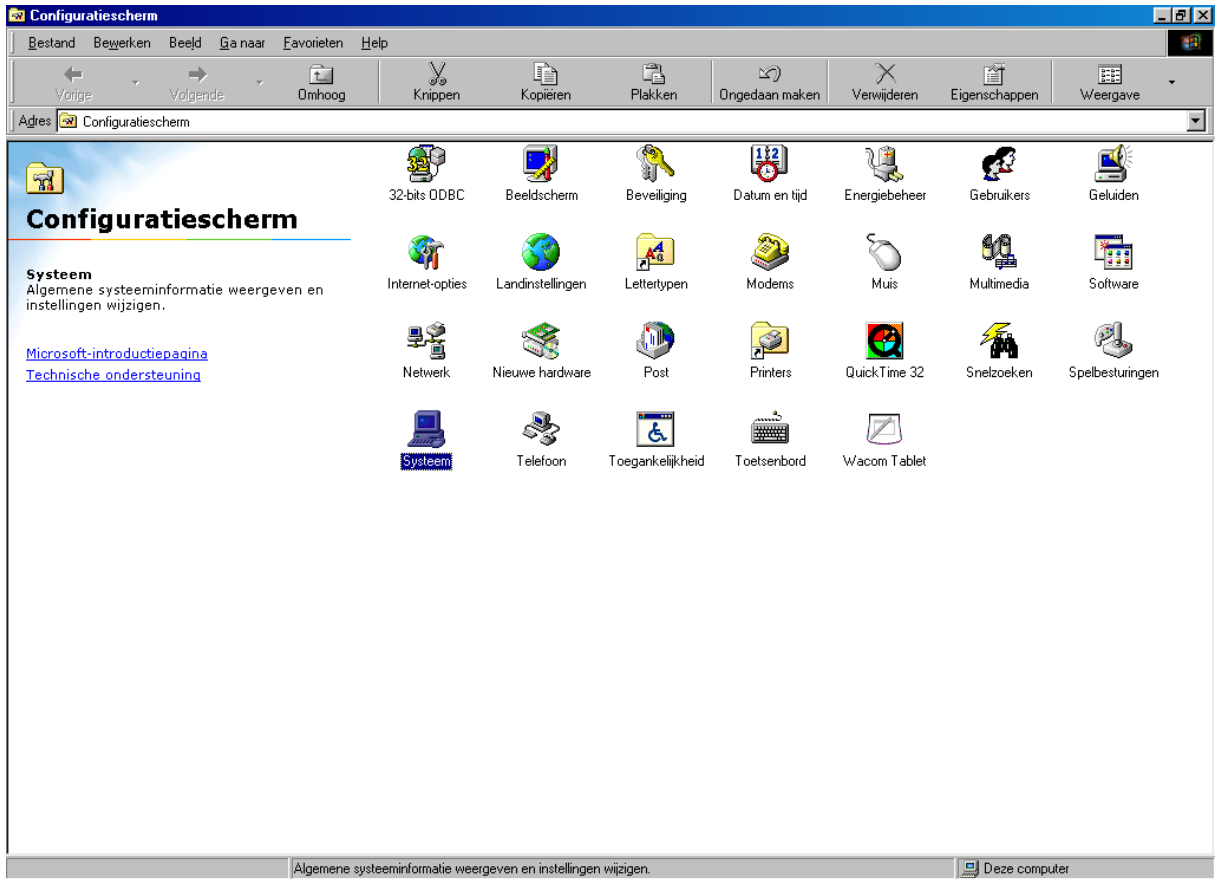 Configuratiescherm
Bestand Bewerken Beeld Ga naar Favorieten Help
Vorige Volgende Omhoog Knippen Kopiëren Plakken Ongedaan maken Verwijderen Eigenschappen Weergave
Adres Configuratiescherm
Configuratiescherm
Systeem
Algemene systeeminformatie weergeven en
instellingen wijzigen.
Microsoft-introductiepagina
Technische ondersteuning
32-bits ODBC Beeldscherm Beveiliging Datum en tijd Energiebeheer Gebruikers Geluiden
Internet-opties Landinstellingen Lettertypen Modems Muis Multimedia Software
Netwerk Nieuwe hardware Post Printers QuickTime 32 Snelzoeken Spelbesturingen
Systeem Telefoon Toegankelijkheid Toetsenbord Wacom Tablet
Algemene systeeminformatie weergeven en instellingen wijzigen. Deze computer